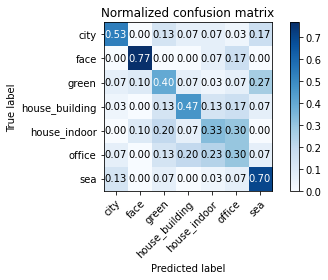 Normalized confusion matrix
True label
city 0.53 0.00 0.13 0.07 0.07 0.03 0.17
face 0.00 0.77 0.00 0.00 0.07 0.17 0.00
green 0.07 0.10 0.40 0.07 0.03 0.07 0.27
house_building 0.03 0.00 0.13 0.47 0.13 0.17 0.07
house_indoor 0.00 0.10 0.20 0.07 0.33 0.30 0.00
office 0.07 0.00 0.13 0.20 0.23 0.30 0.07
sea 0.13 0.00 0.07 0.00 0.03 0.07 0.70
city face green house_building house_indoor office sea
Predicted label
0.7
0.6
0.5
0.4
0.3
0.2
0.1
0.0